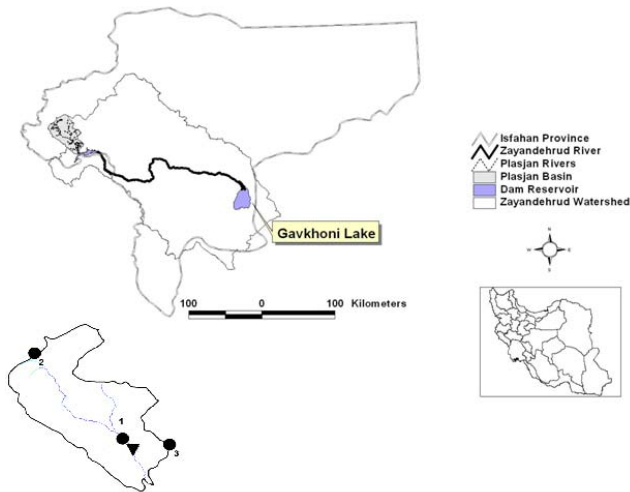 Isfahan Province
Zayandehrud River
Plasjan Rivers
Plasjan Basin
Dam Reservoir
Zayandehrud Watershed
Gavkhoni Lake
100 0 100 Kilometers
N
S
2
1
3